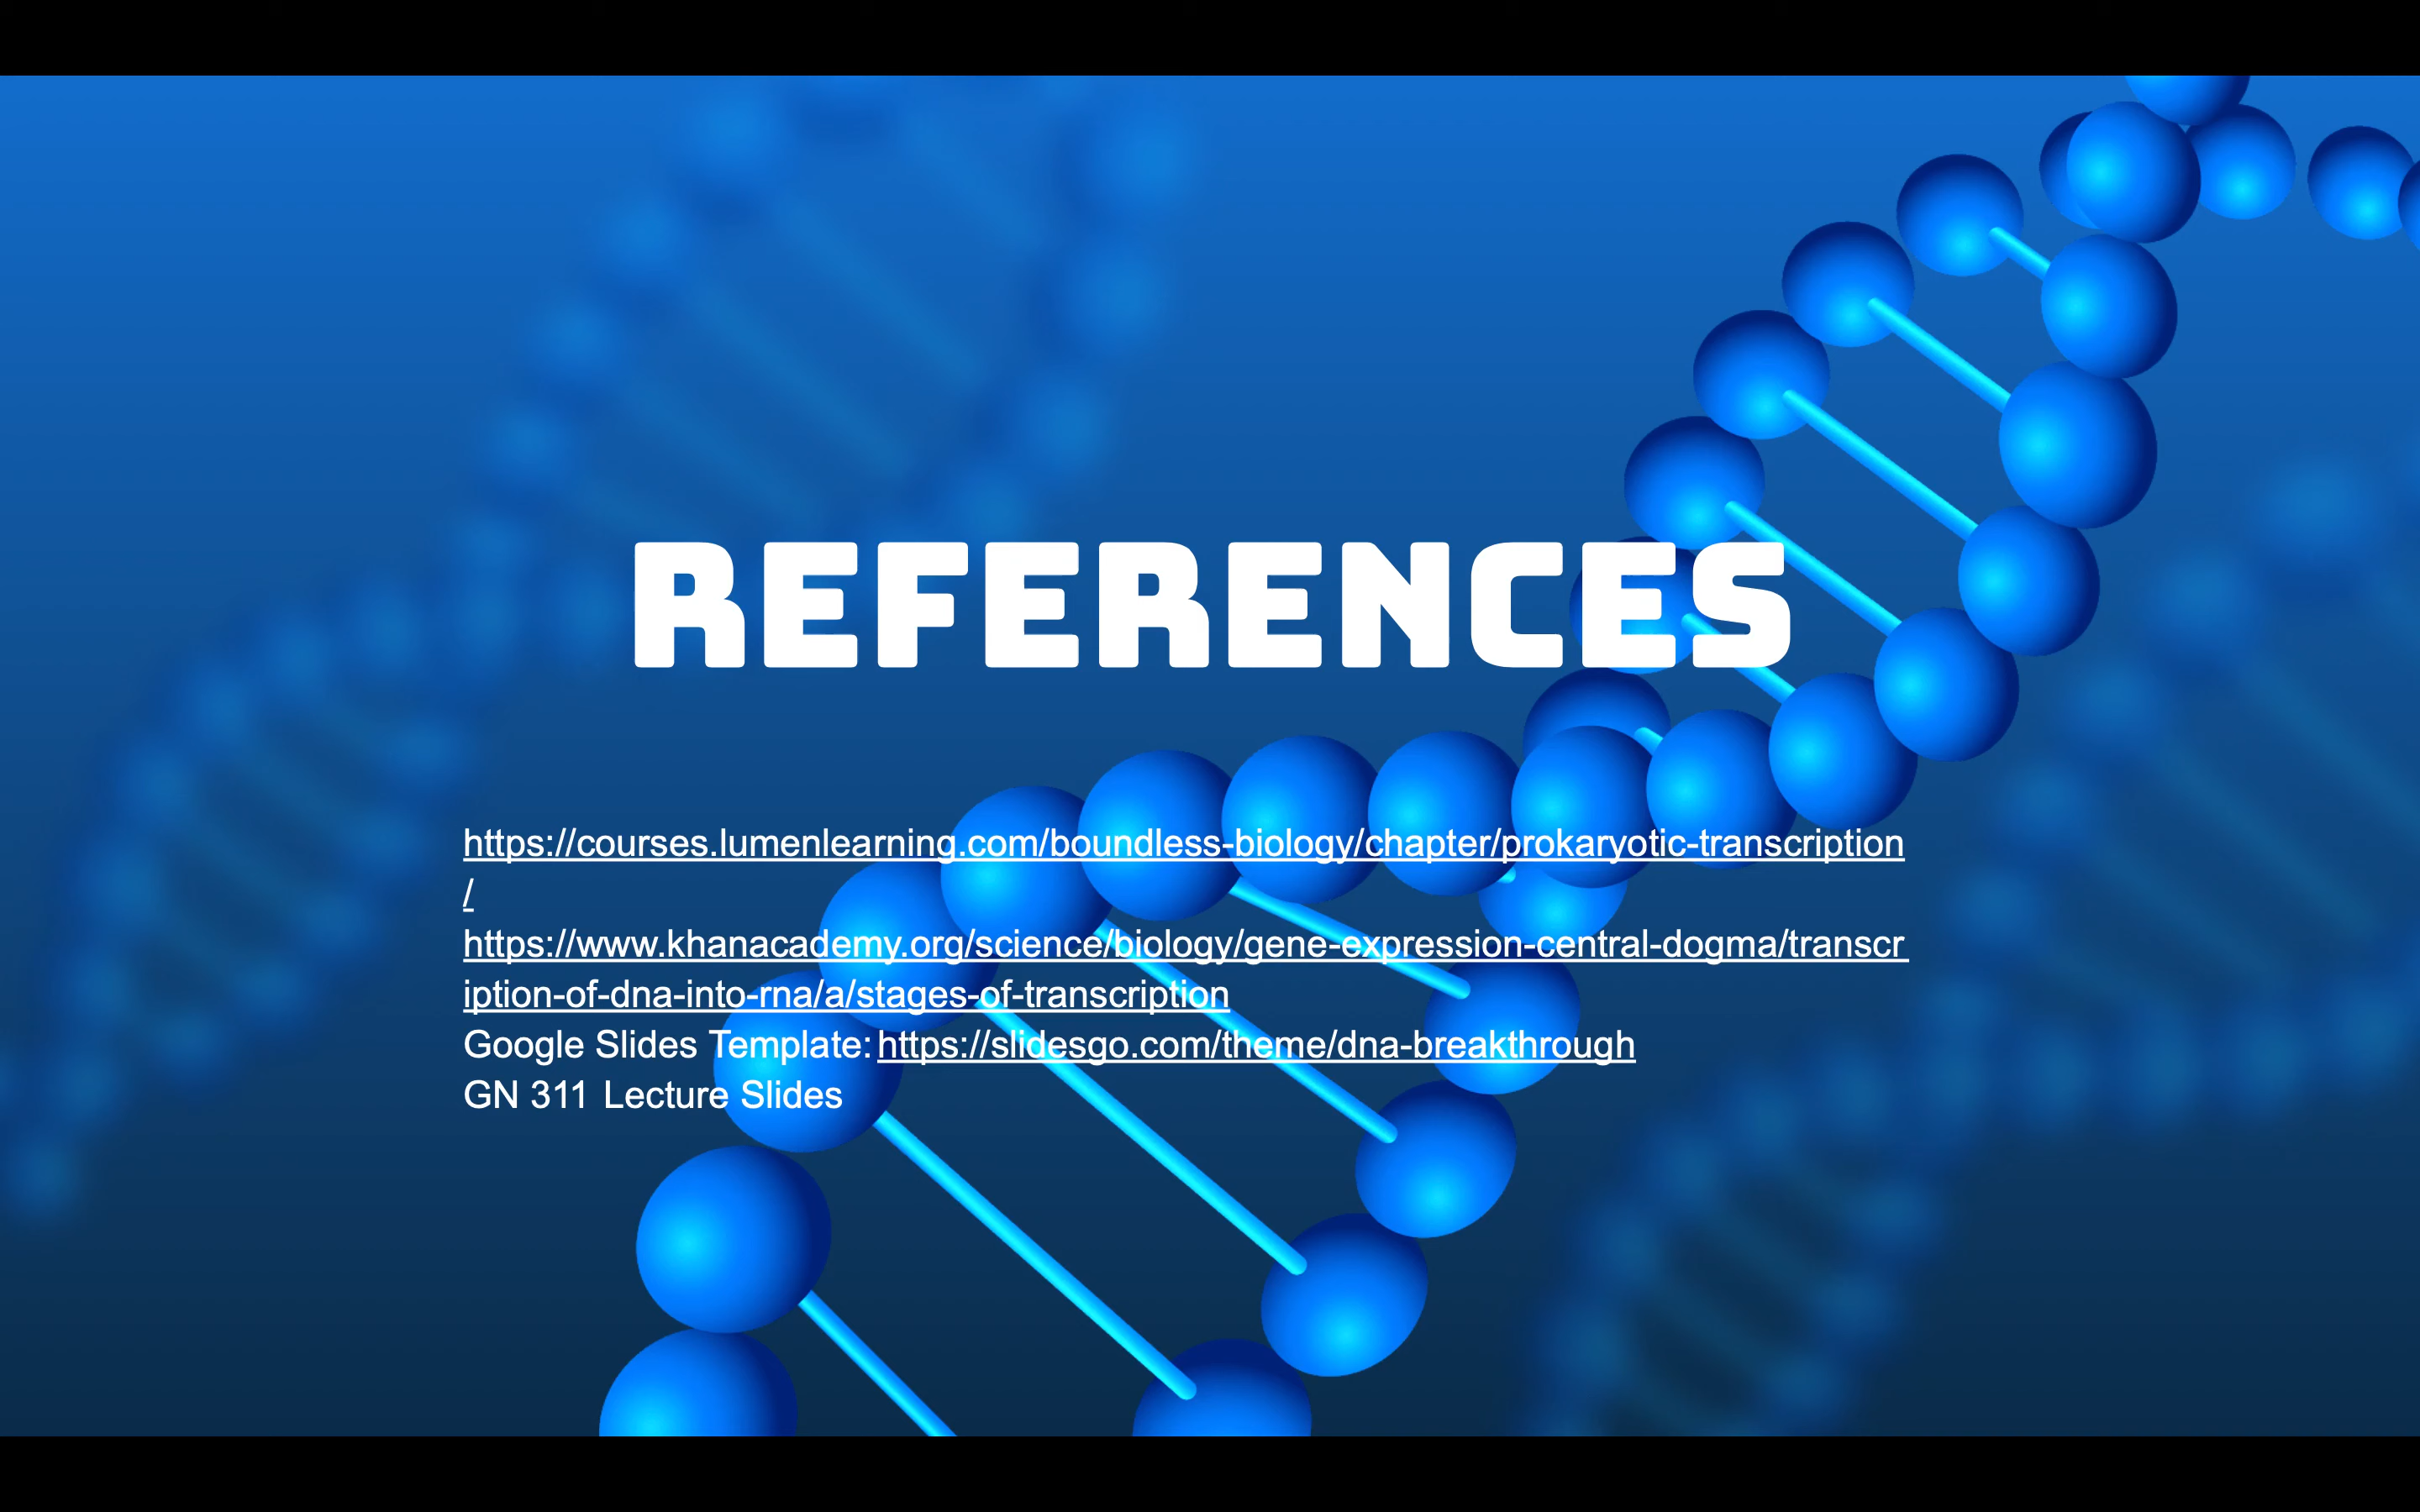 REFERENCES
https://courses.lumenlearning.com/boundless-biology/chapter/prokaryotic-transcription
/
https://www.khanacademy.org/science/biology/gene-expression-central-dogma/transcr
iption-of-dna-into-rna/a/stages-of-transcription
Google Slides Template: https://slidesgo.com/theme/dna-breakthrough
GN 311 Lecture Slides